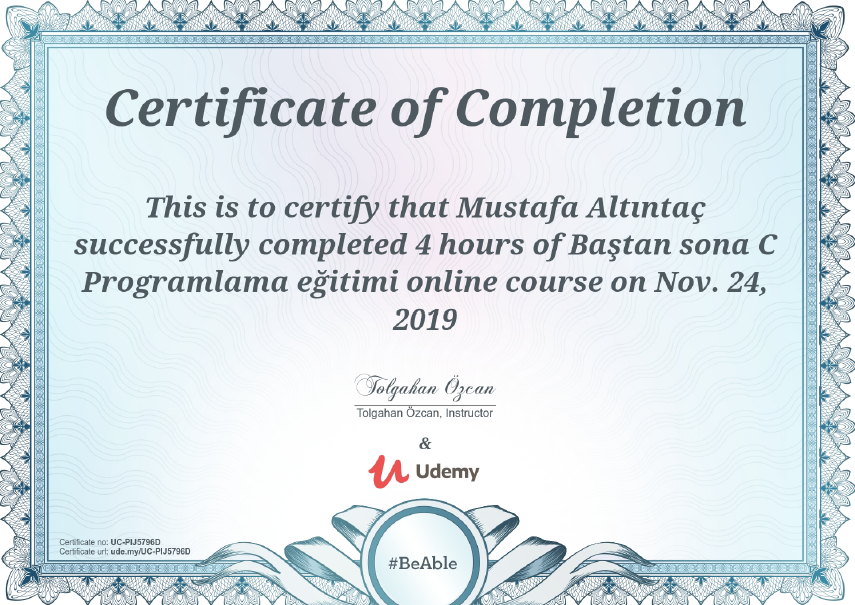 Certificate of Completion
This is to certify that Mustafa Altıntaç
successfully completed 4 hours of Baştan sona C
Programlama eğitimi online course on Nov. 24,
2019
Tolgahan Özcan
Tolgahan Özcan, Instructor
&
Udemy
Certificate no: UC-PIJ5796D
Certificate url: ude.my/UC-PIJ5796D
#BeAble